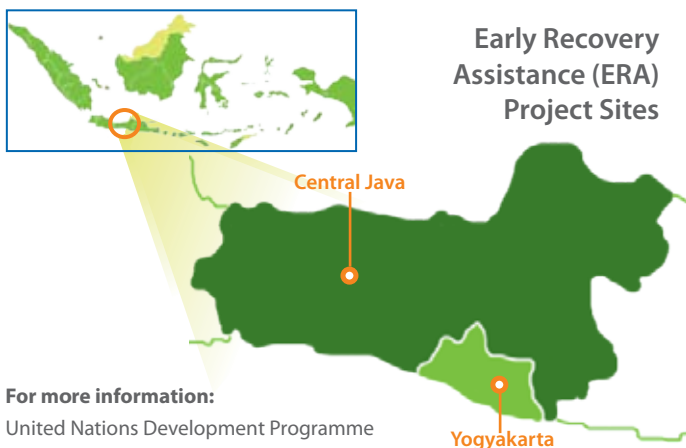 Early Recovery
Assistance (ERA)
Project Sites
Central Java
For more information:
United Nations Development Programme
Yogyakarta